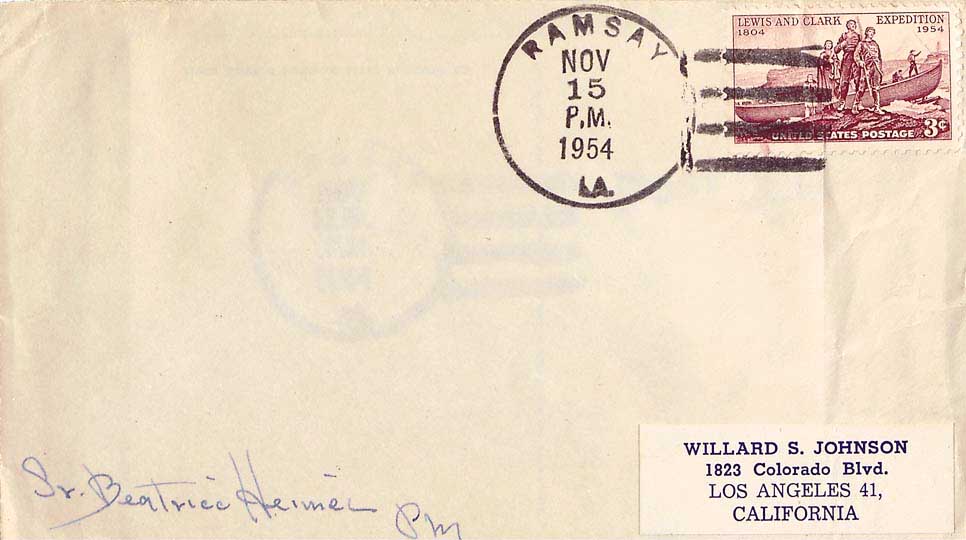 RAMSAY
NOV
15
P.M.
1954
LA.
LEWIS AND CLARK EXPEDITION
1804 1954
UNITED STATES POSTAGE 3¢
Sr. Beatrice Heimel PM
WILLARD S. JOHNSON
1823 Colorado Blvd.
LOS ANGELES 41,
CALIFORNIA